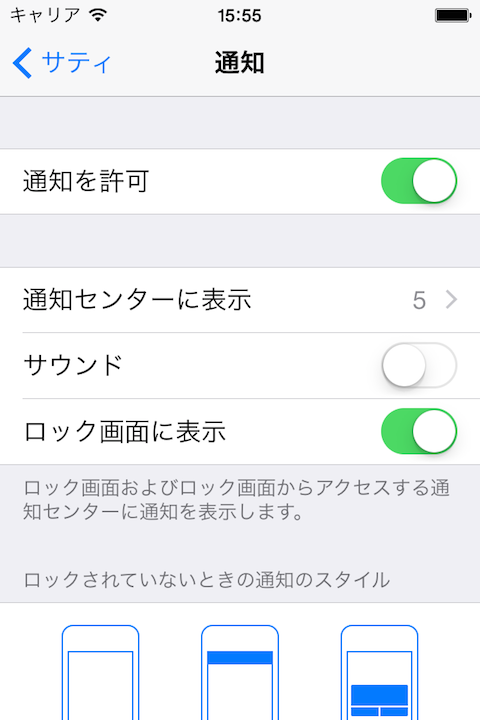 キャリア 15:55
サティ 通知
通知を許可
通知センターに表示 5
サウンド
ロック画面に表示
ロック画面およびロック画面からアクセスする通
知センターに通知を表示します。
ロックされていないときの通知のスタイル